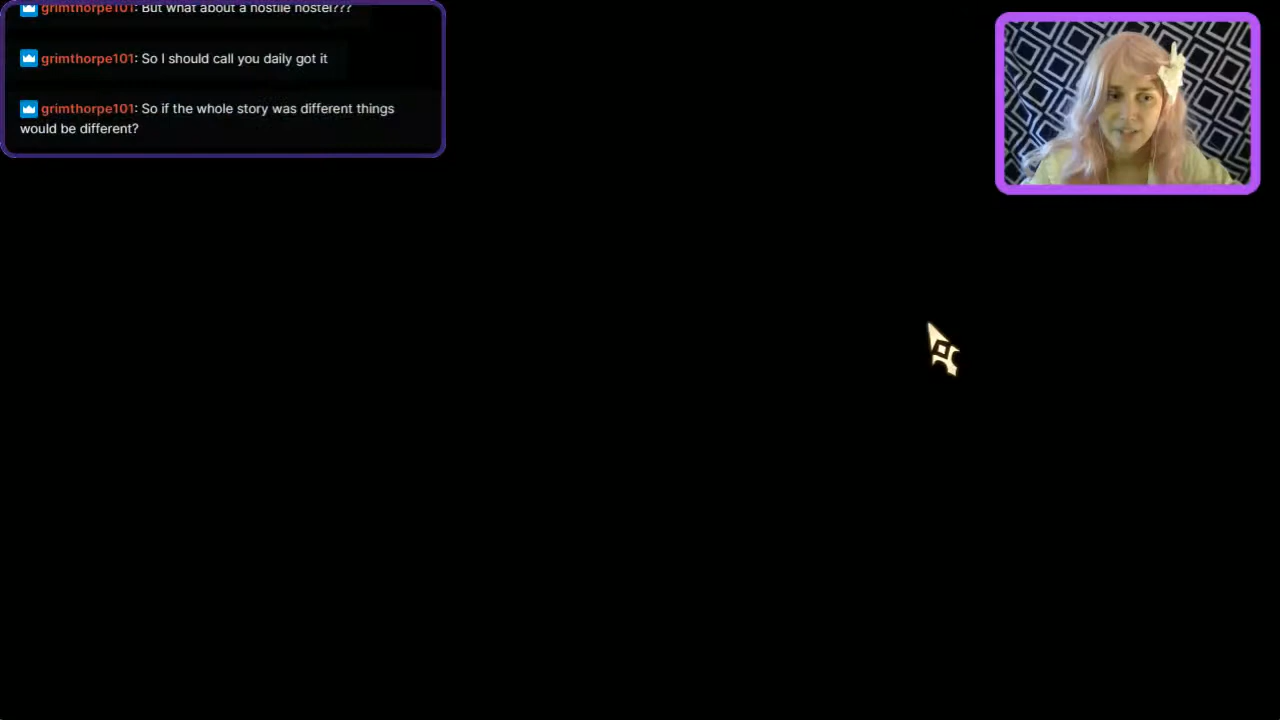 grimthorpe101: But what about a hostile hostel???
grimthorpe101: So I should call you daily got it
grimthorpe101: So if the whole story was different things
would be different?